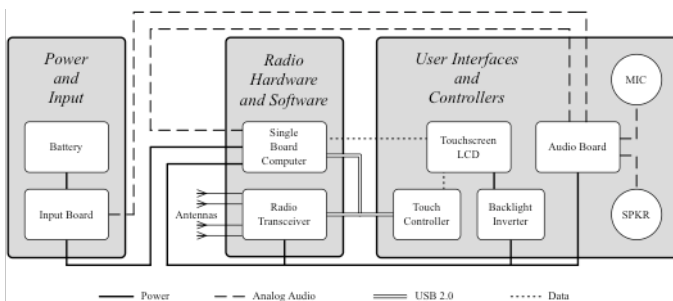 Power
and
Input
Battery
Input Board
Radio
Hardware
and Software
Single
Board
Computer
Antennas
Radio
Transceiver
User Interfaces
and
Controllers
Touchscreen
LCD
Touch
Controller
Backlight
Inverter
Audio Board
MIC
SPKR
Power
Analog Audio
USB 2.0
Data